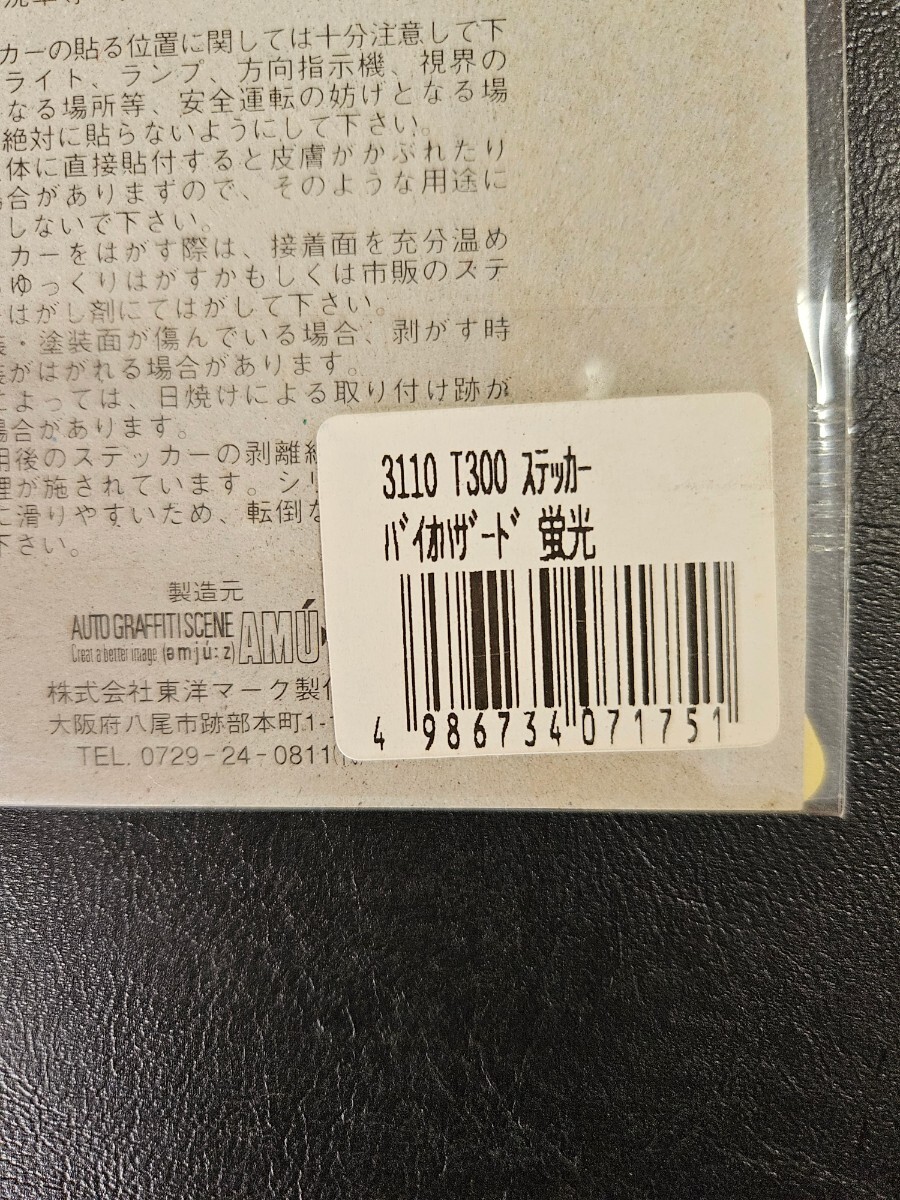 カーの貼る位置に関しては十分注意して下
ライト、ランプ、方向指示機、視界の
なる場所等、安全運転の妨げとなる場
絶対に貼らないようにして下さい。
体に直接貼付すると皮膚がかぶれたり
場合がありまずので、そのような用途に
しないで下さい。
カーをはがす際は、接着面を充分温め
ゆっくりはがすかもしくは市販のステ
はがし剤にてはがして下さい。
装・塗装面が傷んでいる場合、剥がす時
装がはがれる場合があります。
によっては、日焼けによる取り付け跡が
場合があります。
用後のステッカーの剥離紙
理が施されています。シリ
に滑りやすいため、転倒な
下さい。
製造元
AUTO GRAFFITI SCENE
Creat a better image (əmjú:z)
AMÚ
株式会社東洋マーク製作
大阪府八尾市跡部本町1-
TEL. 0729-24-0811
3110 T300 ｽﾃｯｶｰ
ﾊﾞｲｵﾊｻﾞｰﾄﾞ 蛍光
4 986734 071751